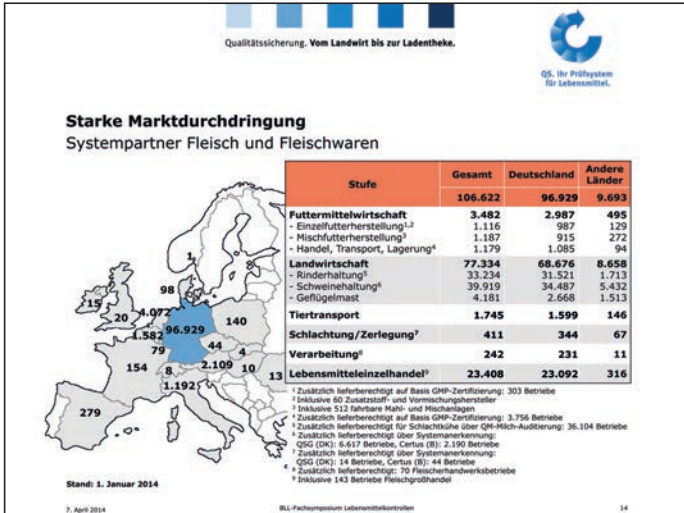 Qualitätssicherung. Vom Landwirt bis zur Ladentheke.
QS. Ihr Prüfsystem
für Lebensmittel.
Starke Marktdurchdringung
Systempartner Fleisch und Fleischwaren
Stufe Gesamt Deutschland Andere Länder
106.622 96.929 9.693
Futtermittelwirtschaft 3.482 2.987 495
- Einzelfutterherstellung1,2 1.116 987 129
- Mischfutterherstellung3 1.187 915 272
- Handel, Transport, Lagerung4 1.179 1.085 94
Landwirtschaft 77.334 68.676 8.658
- Rinderhaltung5 33.234 31.521 1.713
- Schweinehaltung6 39.919 34.487 5.432
- Geflügelmast 4.181 2.668 1.513
Tiertransport 1.745 1.599 146
Schlachtung/Zerlegung7 411 344 67
Verarbeitung8 242 231 11
Lebensmitteleinzelhandel9 23.408 23.092 316
1
98
15
20
4.072
1.582
96.929
140
79
44
4
154
8
2.109
10
13
1.192
279
1 Zusätzlich lieferberechtigt auf Basis GMP-Zertifizierung: 303 Betriebe
2 Inklusive 60 Zusatzstoff- und Vormischungshersteller
3 Inklusive 512 fahrbare Mahl- und Mischanlagen
4 Zusätzlich lieferberechtigt auf Basis GMP-Zertifizierung: 3.756 Betriebe
5 Zusätzlich lieferberechtigt für Schlachtkühe über QM-Milch-Auditierung: 36.104 Betriebe
6 Zusätzlich lieferberechtigt über Systemanerkennung:
QSG (DK): 6.617 Betriebe, Certus (B): 2.190 Betriebe
7 Zusätzlich lieferberechtigt über Systemanerkennung:
QSG (DK): 14 Betriebe, Certus (B): 44 Betriebe
8 Zusätzlich lieferberechtigt: 70 Fleischerhandwerksbetriebe
9 Inklusive 143 Betriebe Fleischgroßhandel
Stand: 1. Januar 2014
7. April 2014
BLL-Fachsymposium Lebensmittelkontrollen
14